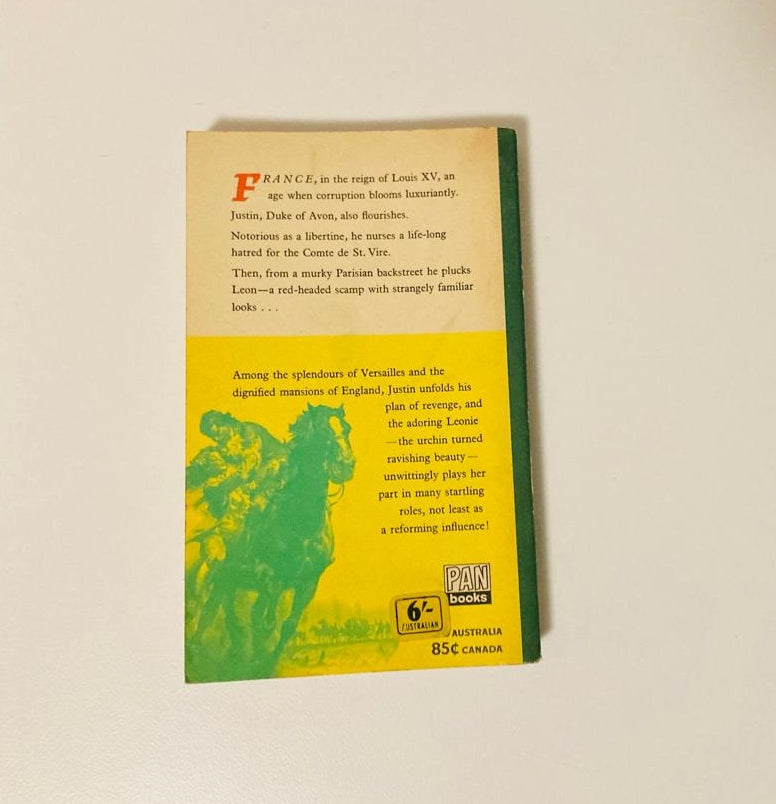 FRANCE, in the reign of Louis XV, an
age when corruption blooms luxuriantly.
Justin, Duke of Avon, also flourishes.
Notorious as a libertine, he nurses a life-long
hatred for the Comte de St. Vire.
Then, from a murky Parisian backstreet he plucks
Leon—a red-headed scamp with strangely familiar
looks . . .
Among the splendours of Versailles and the
dignified mansions of England, Justin unfolds his
plan of revenge, and
the adoring Leonie
—the urchin turned
ravishing beauty—
unwittingly plays her
part in many startling
roles, not least as
a reforming influence!
PAN
books
6/-
AUSTRALIAN
AUSTRALIA
85¢ CANADA